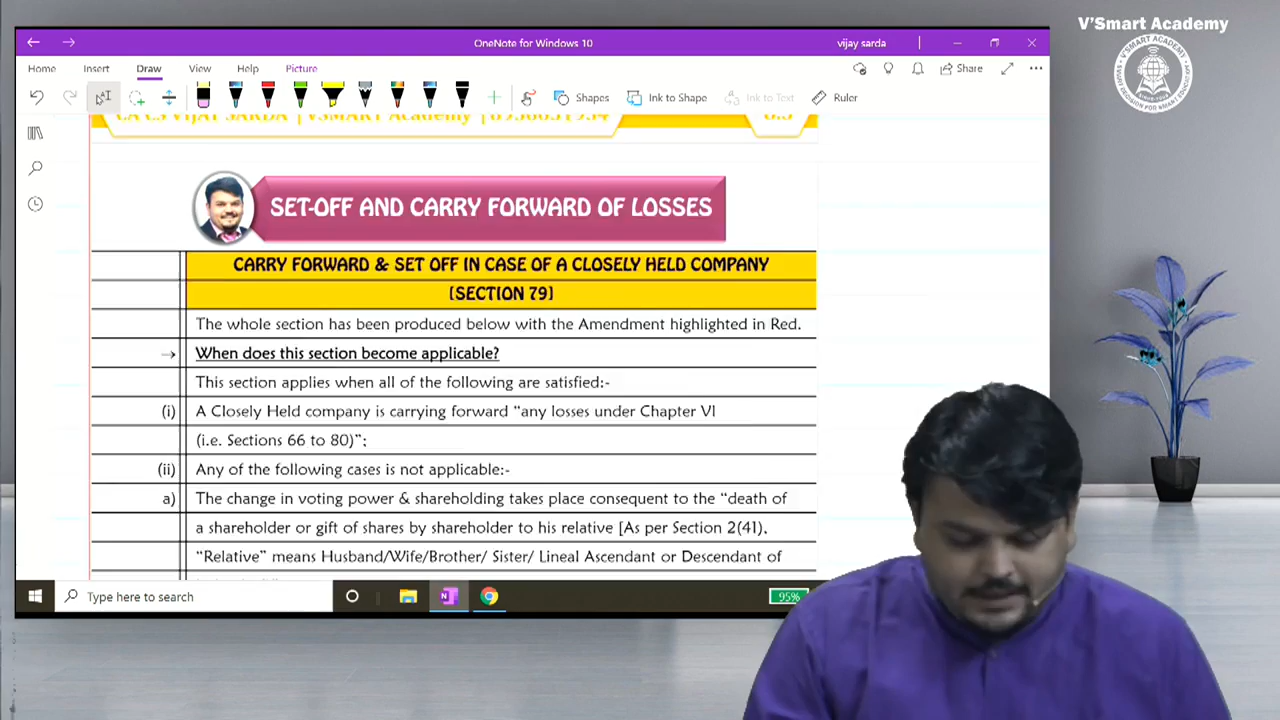 V'Smart Academy
OneNote for Windows 10
vijay sarda
Home Insert Draw View Help Picture
Share
Shapes Ink to Shape Ink to Text Ruler
CA CS VIJAY SARDA | VSMART Academy |
SET-OFF AND CARRY FORWARD OF LOSSES
CARRY FORWARD & SET OFF IN CASE OF A CLOSELY HELD COMPANY
[SECTION 79]
The whole section has been produced below with the Amendment highlighted in Red.
→ When does this section become applicable?
This section applies when all of the following are satisfied:-
(i) A Closely Held company is carrying forward “any losses under Chapter VI
(i.e. Sections 66 to 80)”;
(ii) Any of the following cases is not applicable:-
a) The change in voting power & shareholding takes place consequent to the “death of
a shareholder or gift of shares by shareholder to his relative [As per Section 2(41),
“Relative” means Husband/Wife/Brother/ Sister/ Lineal Ascendant or Descendant of
Type here to search
95%